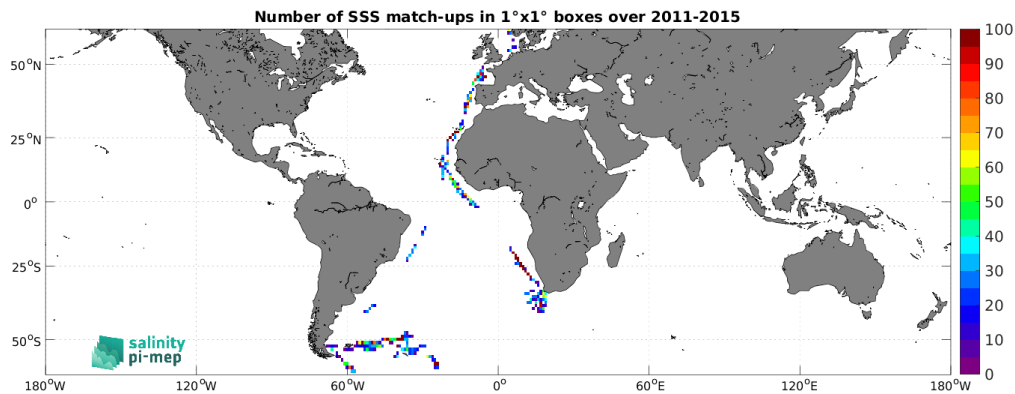 Number of SSS match-ups in 1°x1° boxes over 2011-2015
50°N
25°N
0°
25°S
50°S
180°W
120°W
60°W
0°
60°E
120°E
180°W
100
90
80
70
60
50
40
30
20
10
0
salinity
pi-mep